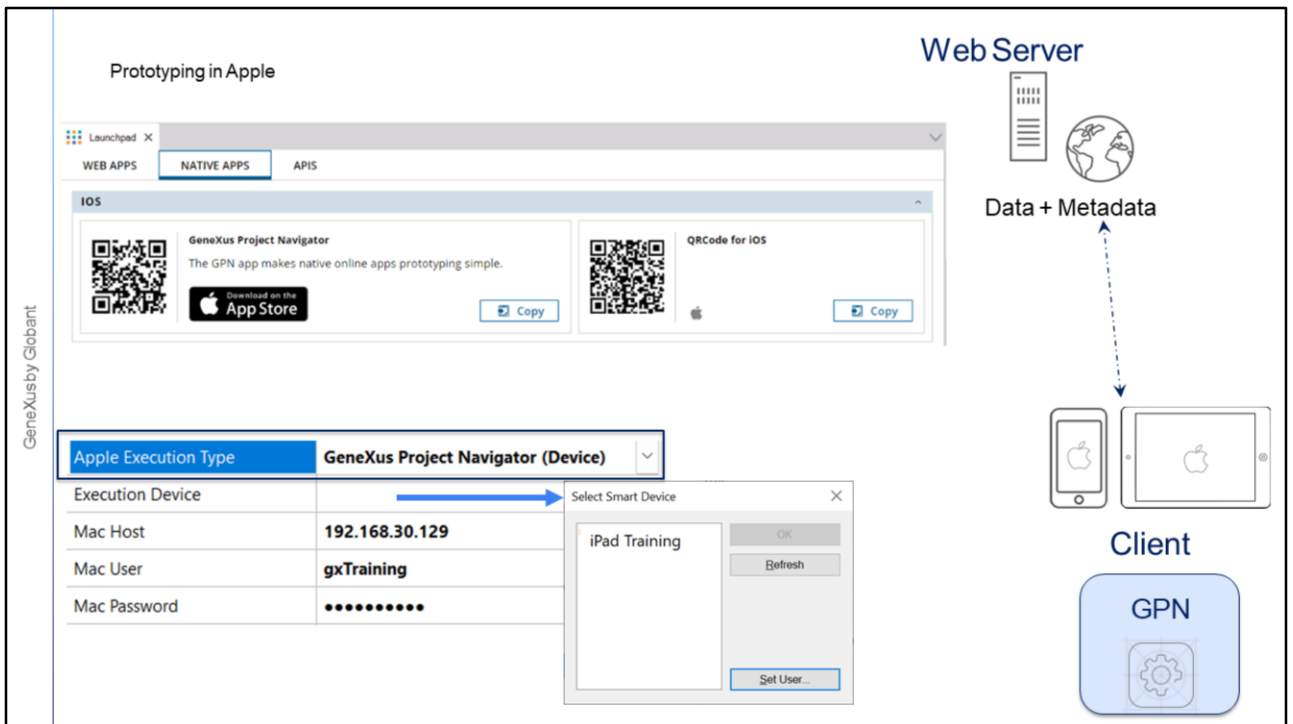 Prototyping in Apple
Web Server
Launchpad
WEB APPS NATIVE APPS APIS
IOS
GeneXus Project Navigator
The GPN app makes native online apps prototyping simple.
Download on the
App Store
Copy
QRCode for iOS
Copy
Data + Metadata
GeneXusby Globant
Apple Execution Type GeneXus Project Navigator (Device)
Execution Device
Mac Host 192.168.30.129
Mac User gxTraining
Mac Password ••••••••••
Select Smart Device
iPad Training
OK
Refresh
Set User...
Client
GPN